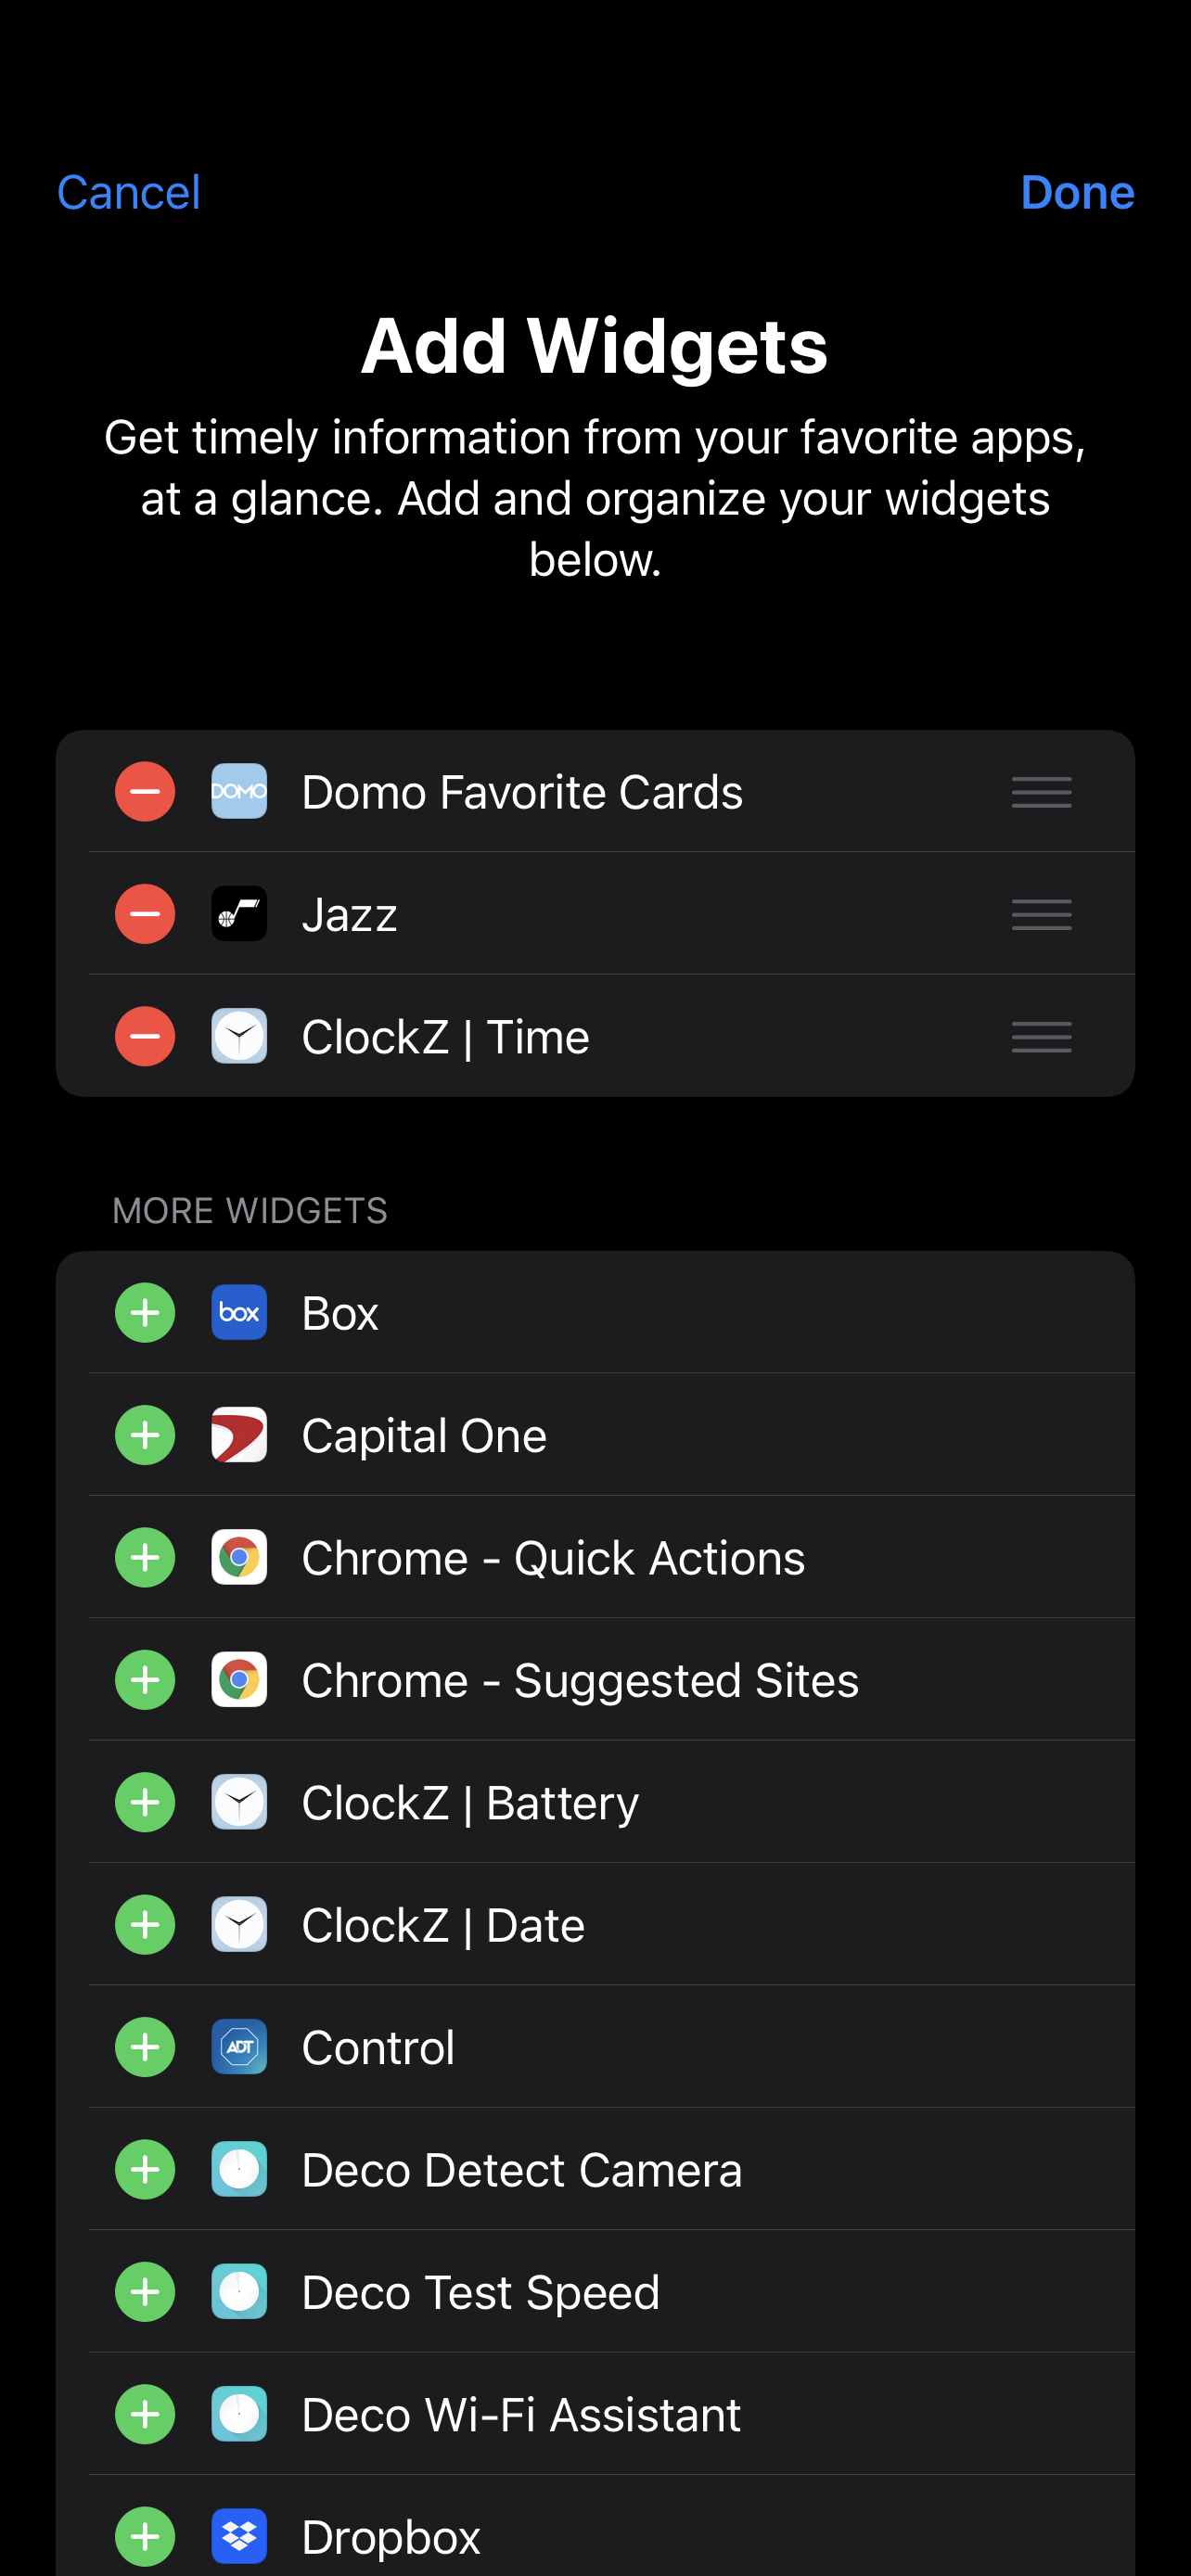 Cancel
Done
Add Widgets
Get timely information from your favorite apps,
at a glance. Add and organize your widgets
below.
DOMO
Domo Favorite Cards
Jazz
ClockZ | Time
MORE WIDGETS
box
Box
Capital One
Chrome - Quick Actions
Chrome - Suggested Sites
ClockZ | Battery
ClockZ | Date
ADT
Control
Deco Detect Camera
Deco Test Speed
Deco Wi-Fi Assistant
Dropbox